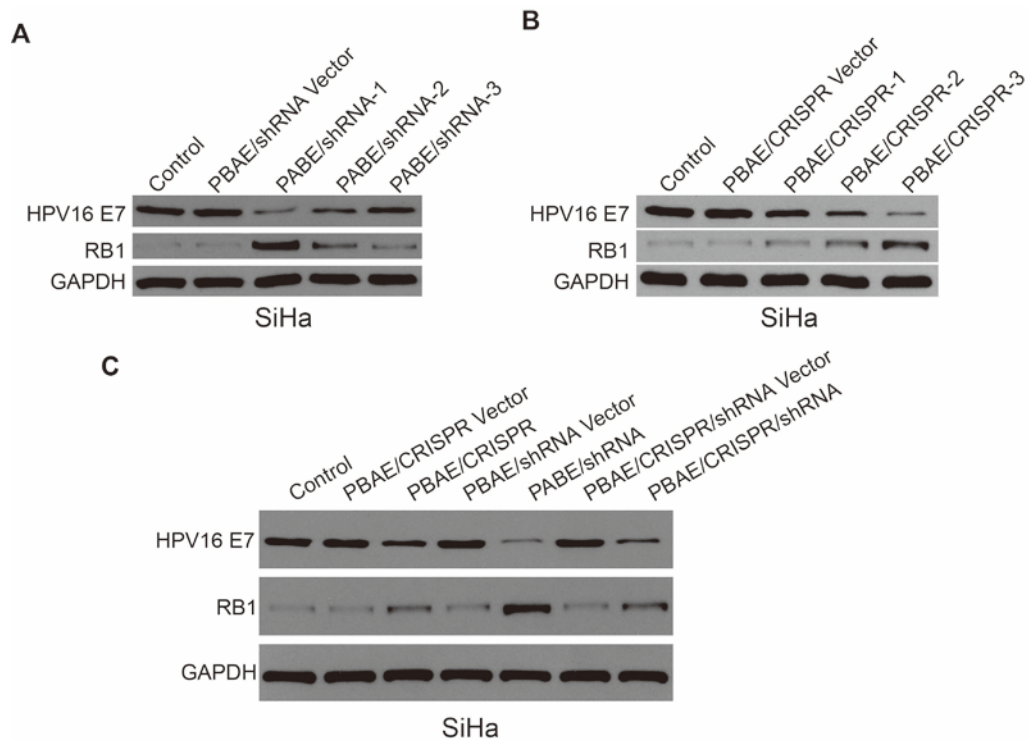 A
Control
PBAE/shRNA Vector
PABE/shRNA-1
PABE/shRNA-2
PABE/shRNA-3
HPV16 E7
RB1
GAPDH
SiHa
B
Control
PBAE/CRISPR Vector
PBAE/CRISPR-1
PBAE/CRISPR-2
PBAE/CRISPR-3
HPV16 E7
RB1
GAPDH
SiHa
C
Control
PBAE/CRISPR Vector
PBAE/CRISPR
PBAE/shRNA Vector
PABE/shRNA
PBAE/CRISPR/shRNA Vector
PBAE/CRISPR/shRNA
HPV16 E7
RB1
GAPDH
SiHa